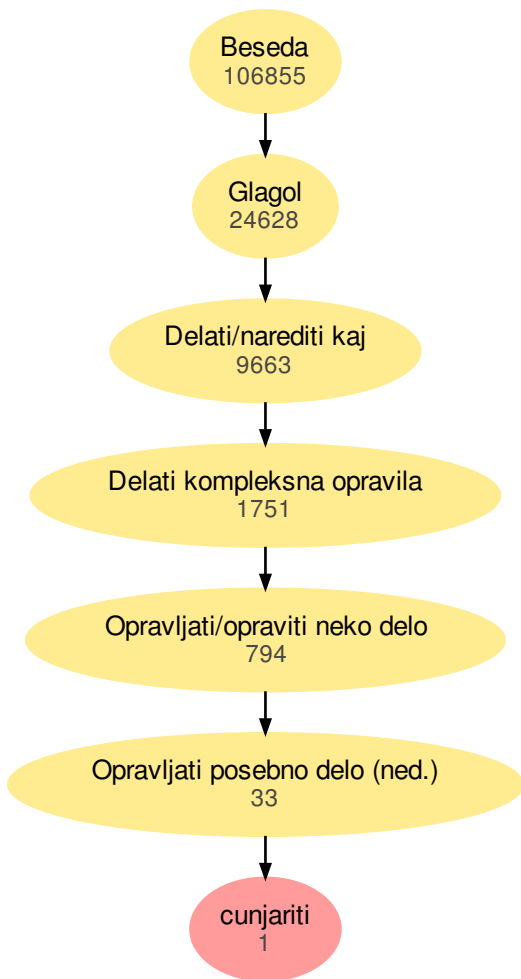 Beseda
106855
Glagol
24628
Delati/narediti kaj
9663
Delati kompleksna opravila
1751
Opravljati/opraviti neko delo
794
Opravljati posebno delo (ned.)
33
cunjariti
1